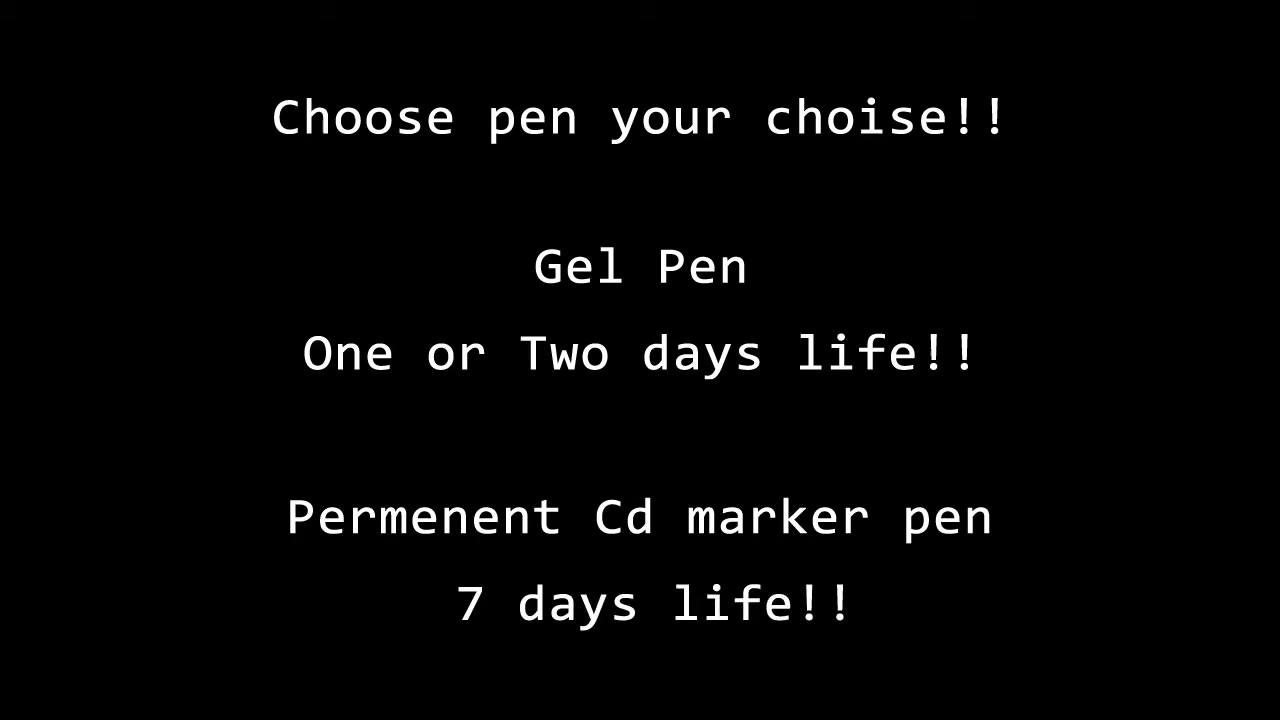 Choose pen your choise!!
Gel Pen
One or Two days life!!
Permenent Cd marker pen
7 days life!!